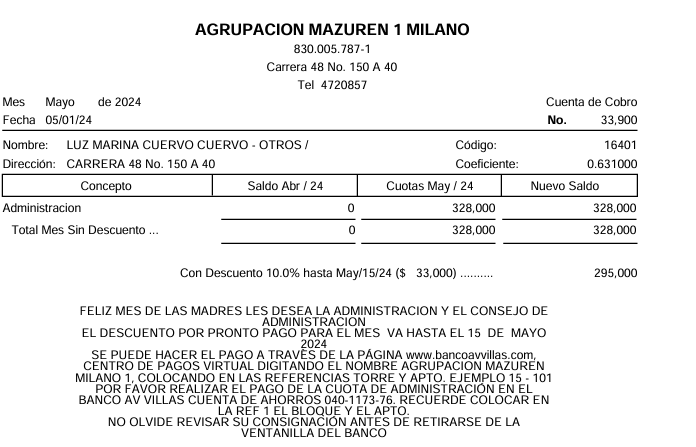 AGRUPACION MAZUREN 1 MILANO
830.005.787-1
Carrera 48 No. 150 A 40
Tel 4720857
Mes Mayo de 2024 Cuenta de Cobro
Fecha 05/01/24 No. 33,900
Nombre: LUZ MARINA CUERVO CUERVO - OTROS / Código: 16401
Dirección: CARRERA 48 No. 150 A 40 Coeficiente: 0.631000
Concepto Saldo Abr / 24 Cuotas May / 24 Nuevo Saldo
Administracion 0 328,000 328,000
Total Mes Sin Descuento ... 0 328,000 328,000
Con Descuento 10.0% hasta May/15/24 ($ 33,000) .......... 295,000
FELIZ MES DE LAS MADRES LES DESEA LA ADMINISTRACION Y EL CONSEJO DE
ADMINISTRACION
EL DESCUENTO POR PRONTO PAGO PARA EL MES VA HASTA EL 15 DE MAYO
2024
SE PUEDE HACER EL PAGO A TRAVÉS DE LA PÁGINA www.bancoavvillas.com,
CENTRO DE PAGOS VIRTUAL DIGITANDO EL NOMBRE AGRUPACION MAZUREN
MILANO 1, COLOCANDO EN LAS REFERENCIAS TORRE Y APTO. EJEMPLO 15 - 101
POR FAVOR REALIZAR EL PAGO DE LA CUOTA DE ADMINISTRACIÓN EN EL
BANCO AV VILLAS CUENTA DE AHORROS 040-1173-76. RECUERDE COLOCAR EN
LA REF 1 EL BLOQUE Y EL APTO.
NO OLVIDE REVISAR SU CONSIGNACIÓN ANTES DE RETIRARSE DE LA
VENTANILLA DEL BANCO